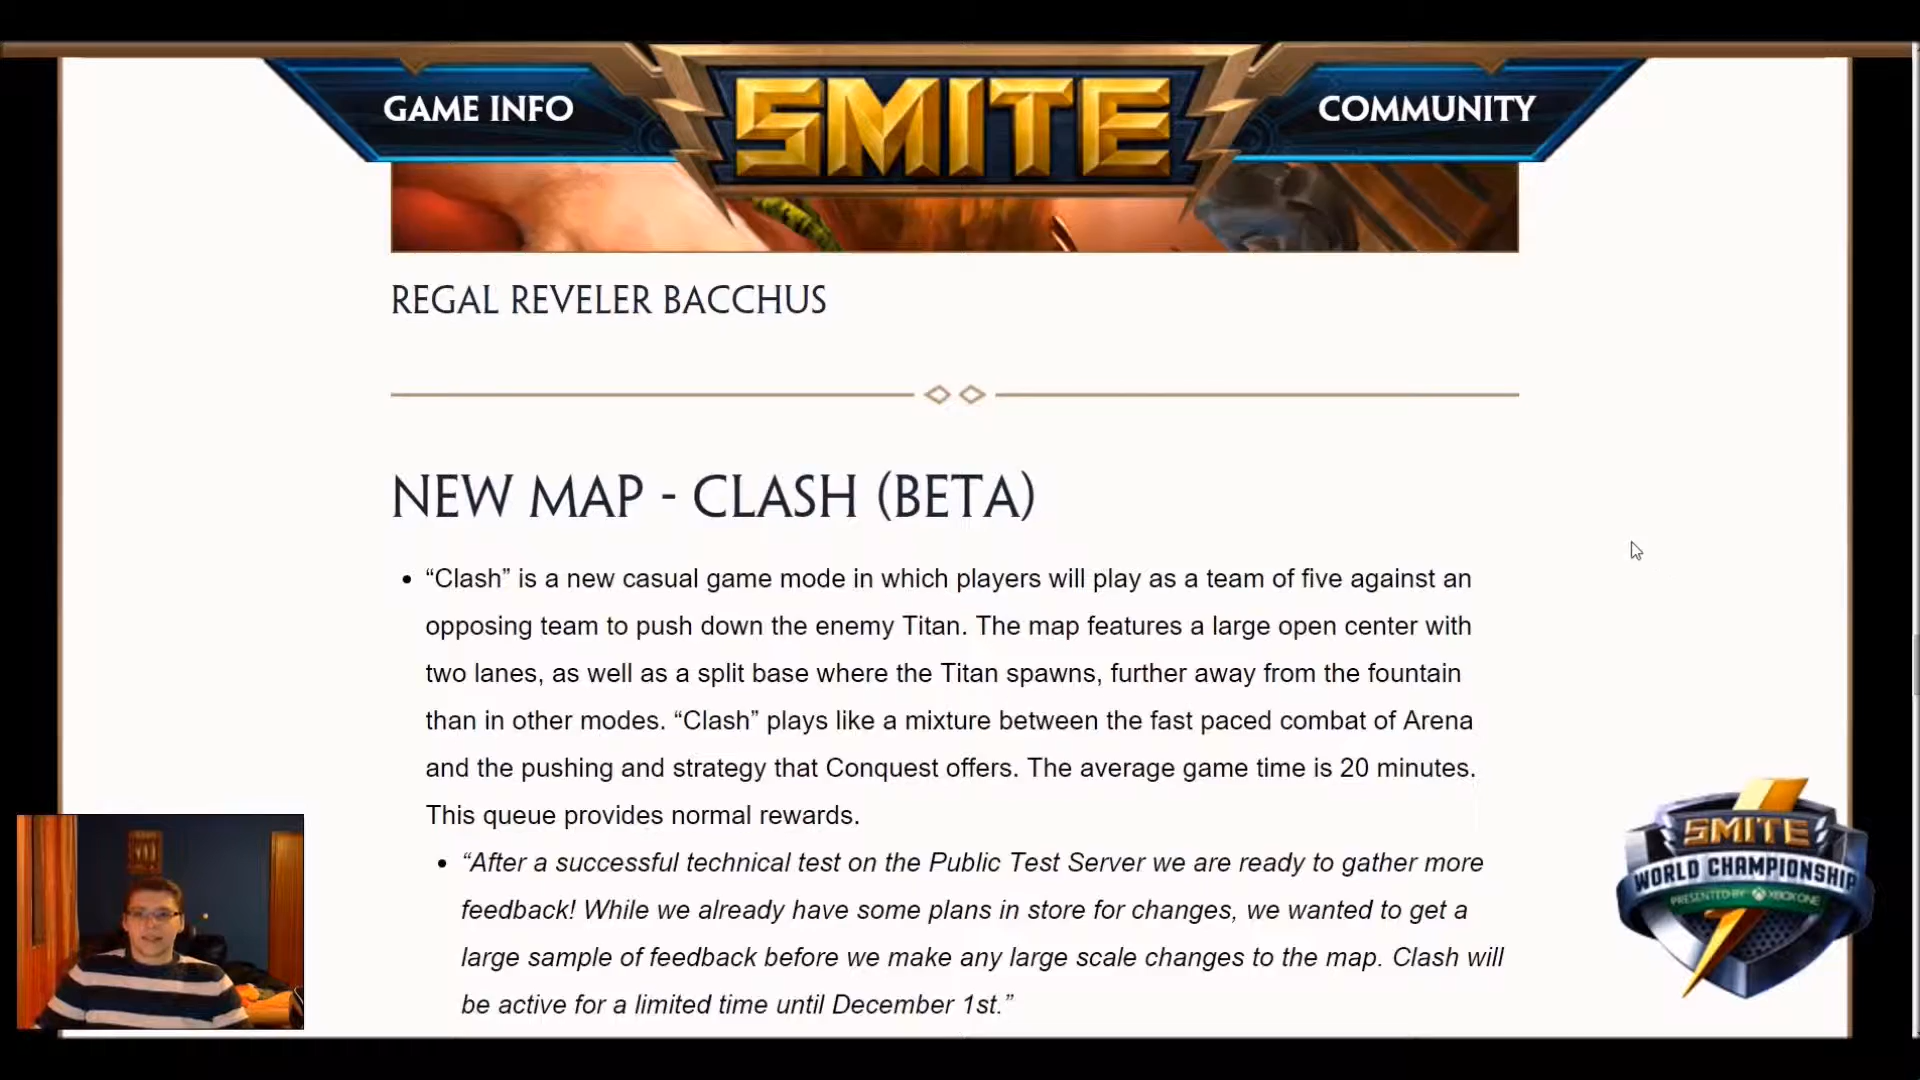 GAME INFO
SMITE
COMMUNITY
REGAL REVELER BACCHUS
NEW MAP - CLASH (BETA)
• “Clash” is a new casual game mode in which players will play as a team of five against an
opposing team to push down the enemy Titan. The map features a large open center with
two lanes, as well as a split base where the Titan spawns, further away from the fountain
than in other modes. “Clash” plays like a mixture between the fast paced combat of Arena
and the pushing and strategy that Conquest offers. The average game time is 20 minutes.
This queue provides normal rewards.
• “After a successful technical test on the Public Test Server we are ready to gather more
feedback! While we already have some plans in store for changes, we wanted to get a
large sample of feedback before we make any large scale changes to the map. Clash will
be active for a limited time until December 1st.”
SMITE
WORLD CHAMPIONSHIP
PRESENTED BY XBOX ONE